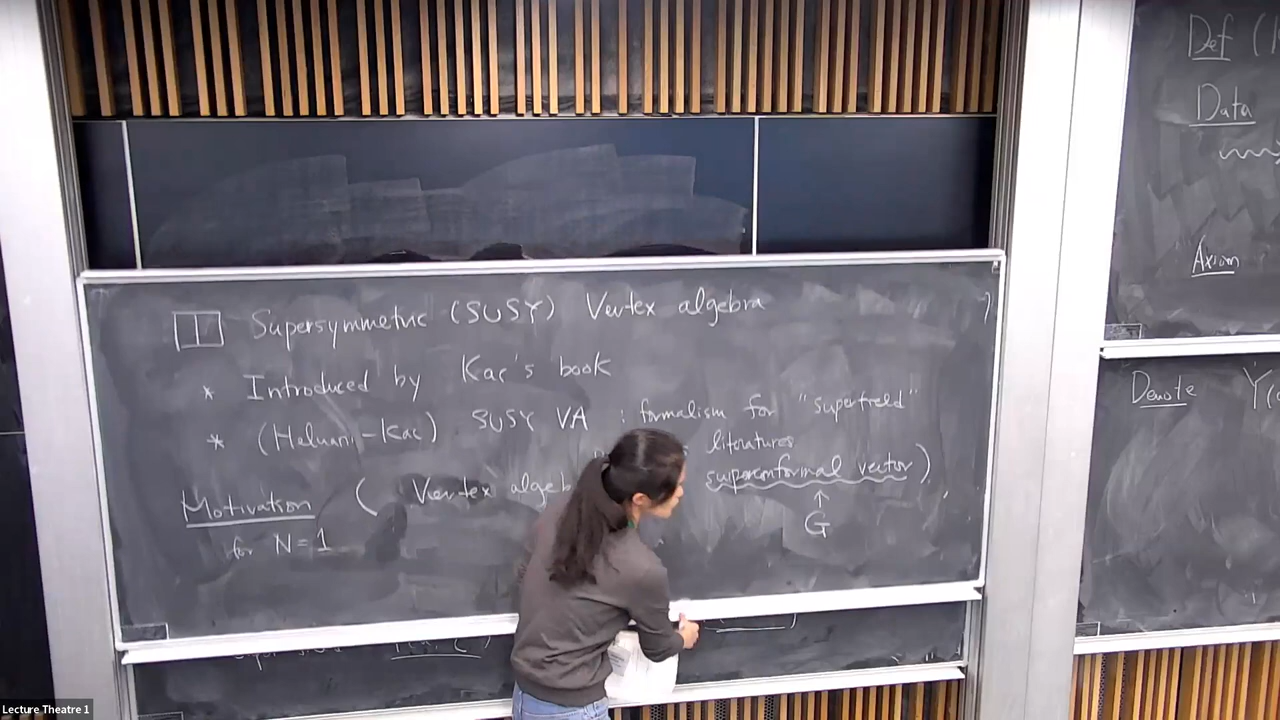 1 Supersymmetric (SUSY) Vertex algebra
* Introduced by Kac's book
* (Heluani-Kac) SUSY VA : formalism for "superfield"
literatures
Motivation ( Vertex algeb superconformal vector ).
for N=1 ↑
G
Def (
Data
Axiom
Denote Y(
Lecture Theatre 1